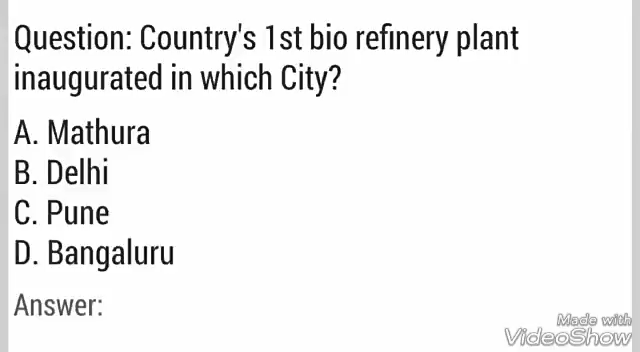 Question: Country's 1st bio refinery plant
inaugurated in which City?
A. Mathura
B. Delhi
C. Pune
D. Bangaluru
Answer:
Made with
VideoShow